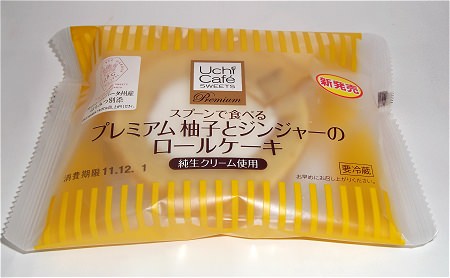 Uchi
Café
SWEETS
Premium
新発売
スプーンで食べる
プレミアム 柚子とジンジャーの
ロールケーキ
純生クリーム使用
消費期限 11.12. 1
要冷蔵
お早めにお召し上がりください。